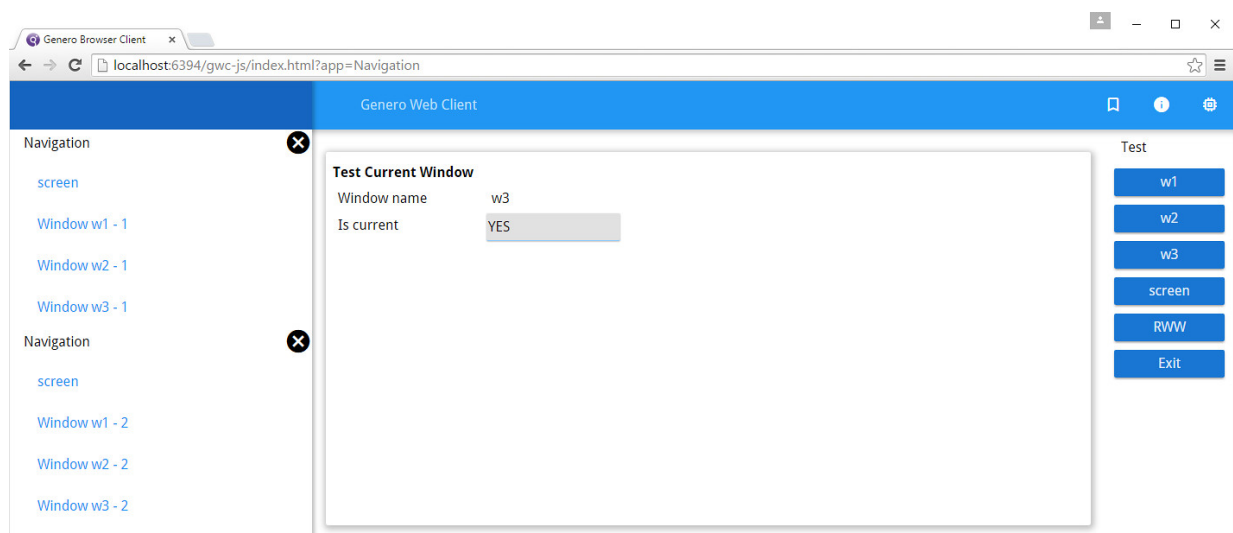 Genero Browser Client
localhost:6394/gwc-js/index.html?app=Navigation
Genero Web Client
Navigation
screen
Window w1 - 1
Window w2 - 1
Window w3 - 1
Navigation
screen
Window w1 - 2
Window w2 - 2
Window w3 - 2
Test Current Window
Window name w3
Is current YES
Test
w1
w2
w3
screen
RWW
Exit